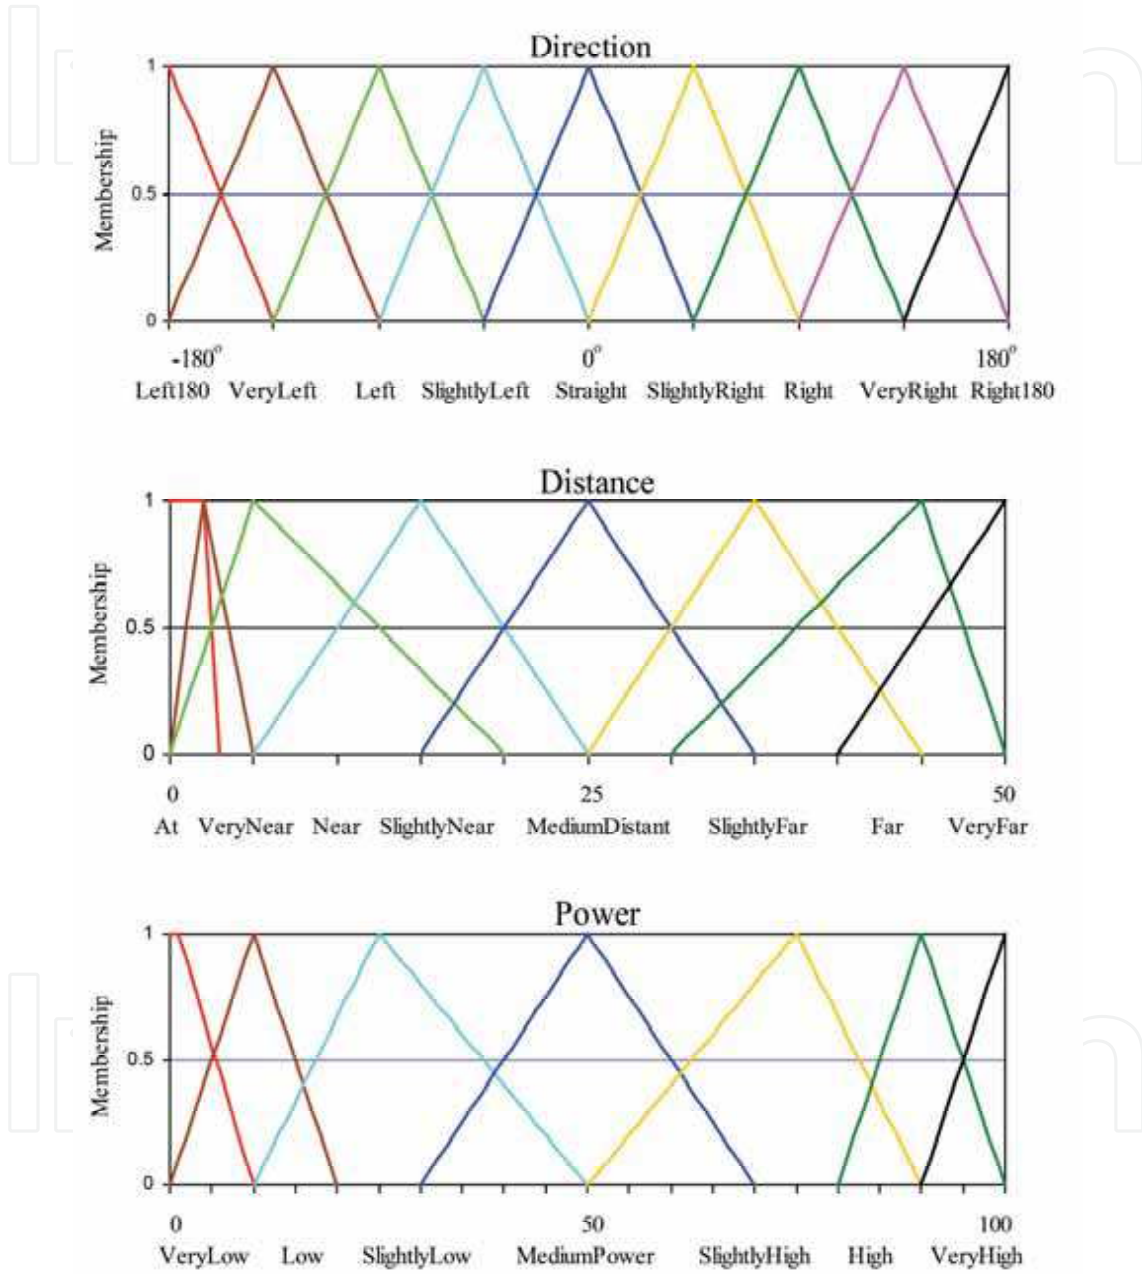 Direction
1
Membership
0.5
0
-180° 0° 180°
Left180 VeryLeft Left SlightlyLeft Straight SlightlyRight Right VeryRight Right180
Distance
1
Membership
0.5
0
0 25 50
At VeryNear Near SlightlyNear MediumDistant SlightlyFar Far VeryFar
Power
1
Membership
0.5
0
0 50 100
VeryLow Low SlightlyLow MediumPower SlightlyHigh High VeryHigh